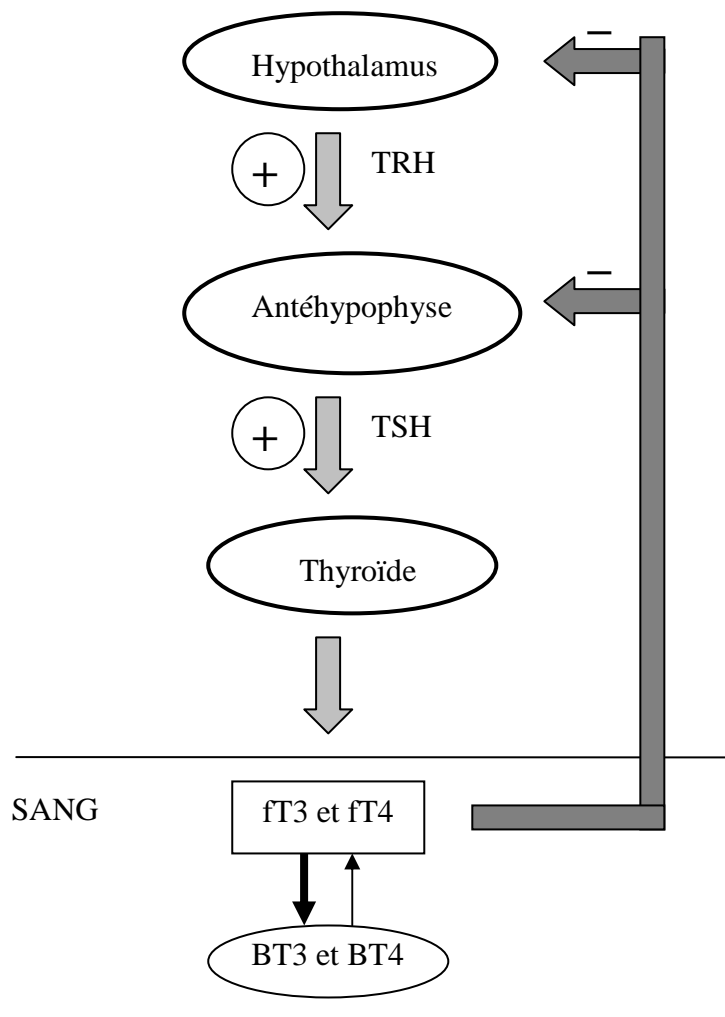 –
Hypothalamus
+
TRH
–
Antéhypophyse
+
TSH
Thyroïde
SANG
fT3 et fT4
BT3 et BT4